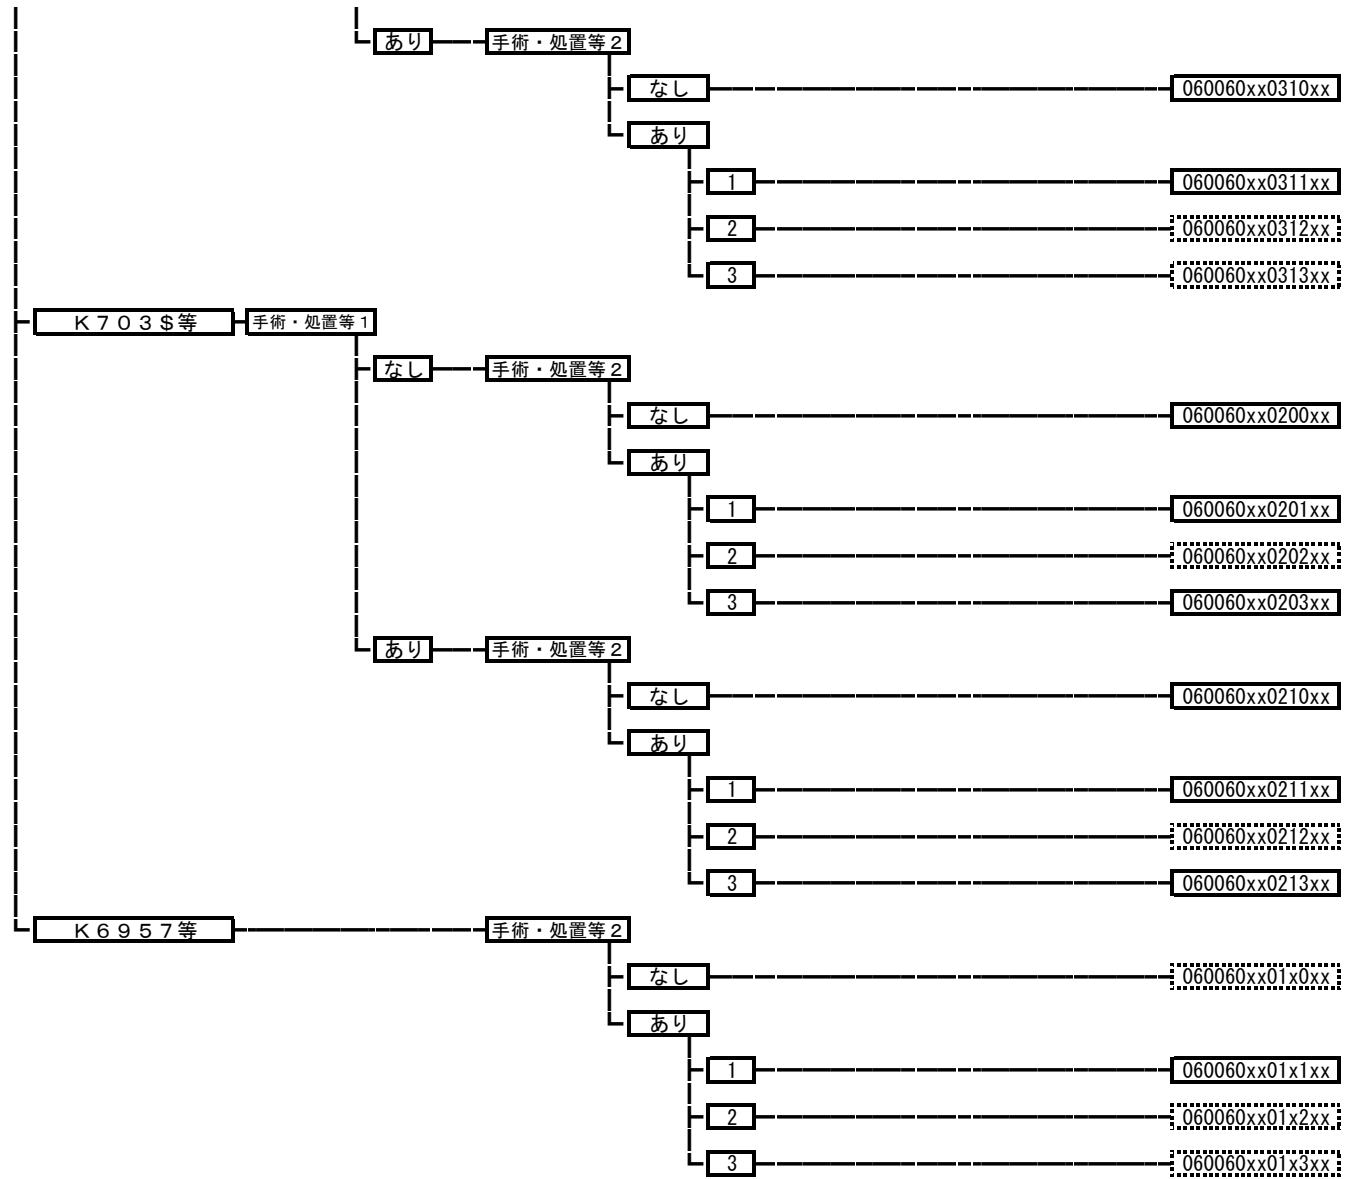 あり 手術・処置等２
なし 060060xx0310xx
あり
1 060060xx0311xx
2 060060xx0312xx
3 060060xx0313xx
Ｋ７０３＄等 手術・処置等１
なし 手術・処置等２
なし 060060xx0200xx
あり
1 060060xx0201xx
2 060060xx0202xx
3 060060xx0203xx
あり 手術・処置等２
なし 060060xx0210xx
あり
1 060060xx0211xx
2 060060xx0212xx
3 060060xx0213xx
Ｋ６９５７等 手術・処置等２
なし 060060xx01x0xx
あり
1 060060xx01x1xx
2 060060xx01x2xx
3 060060xx01x3xx